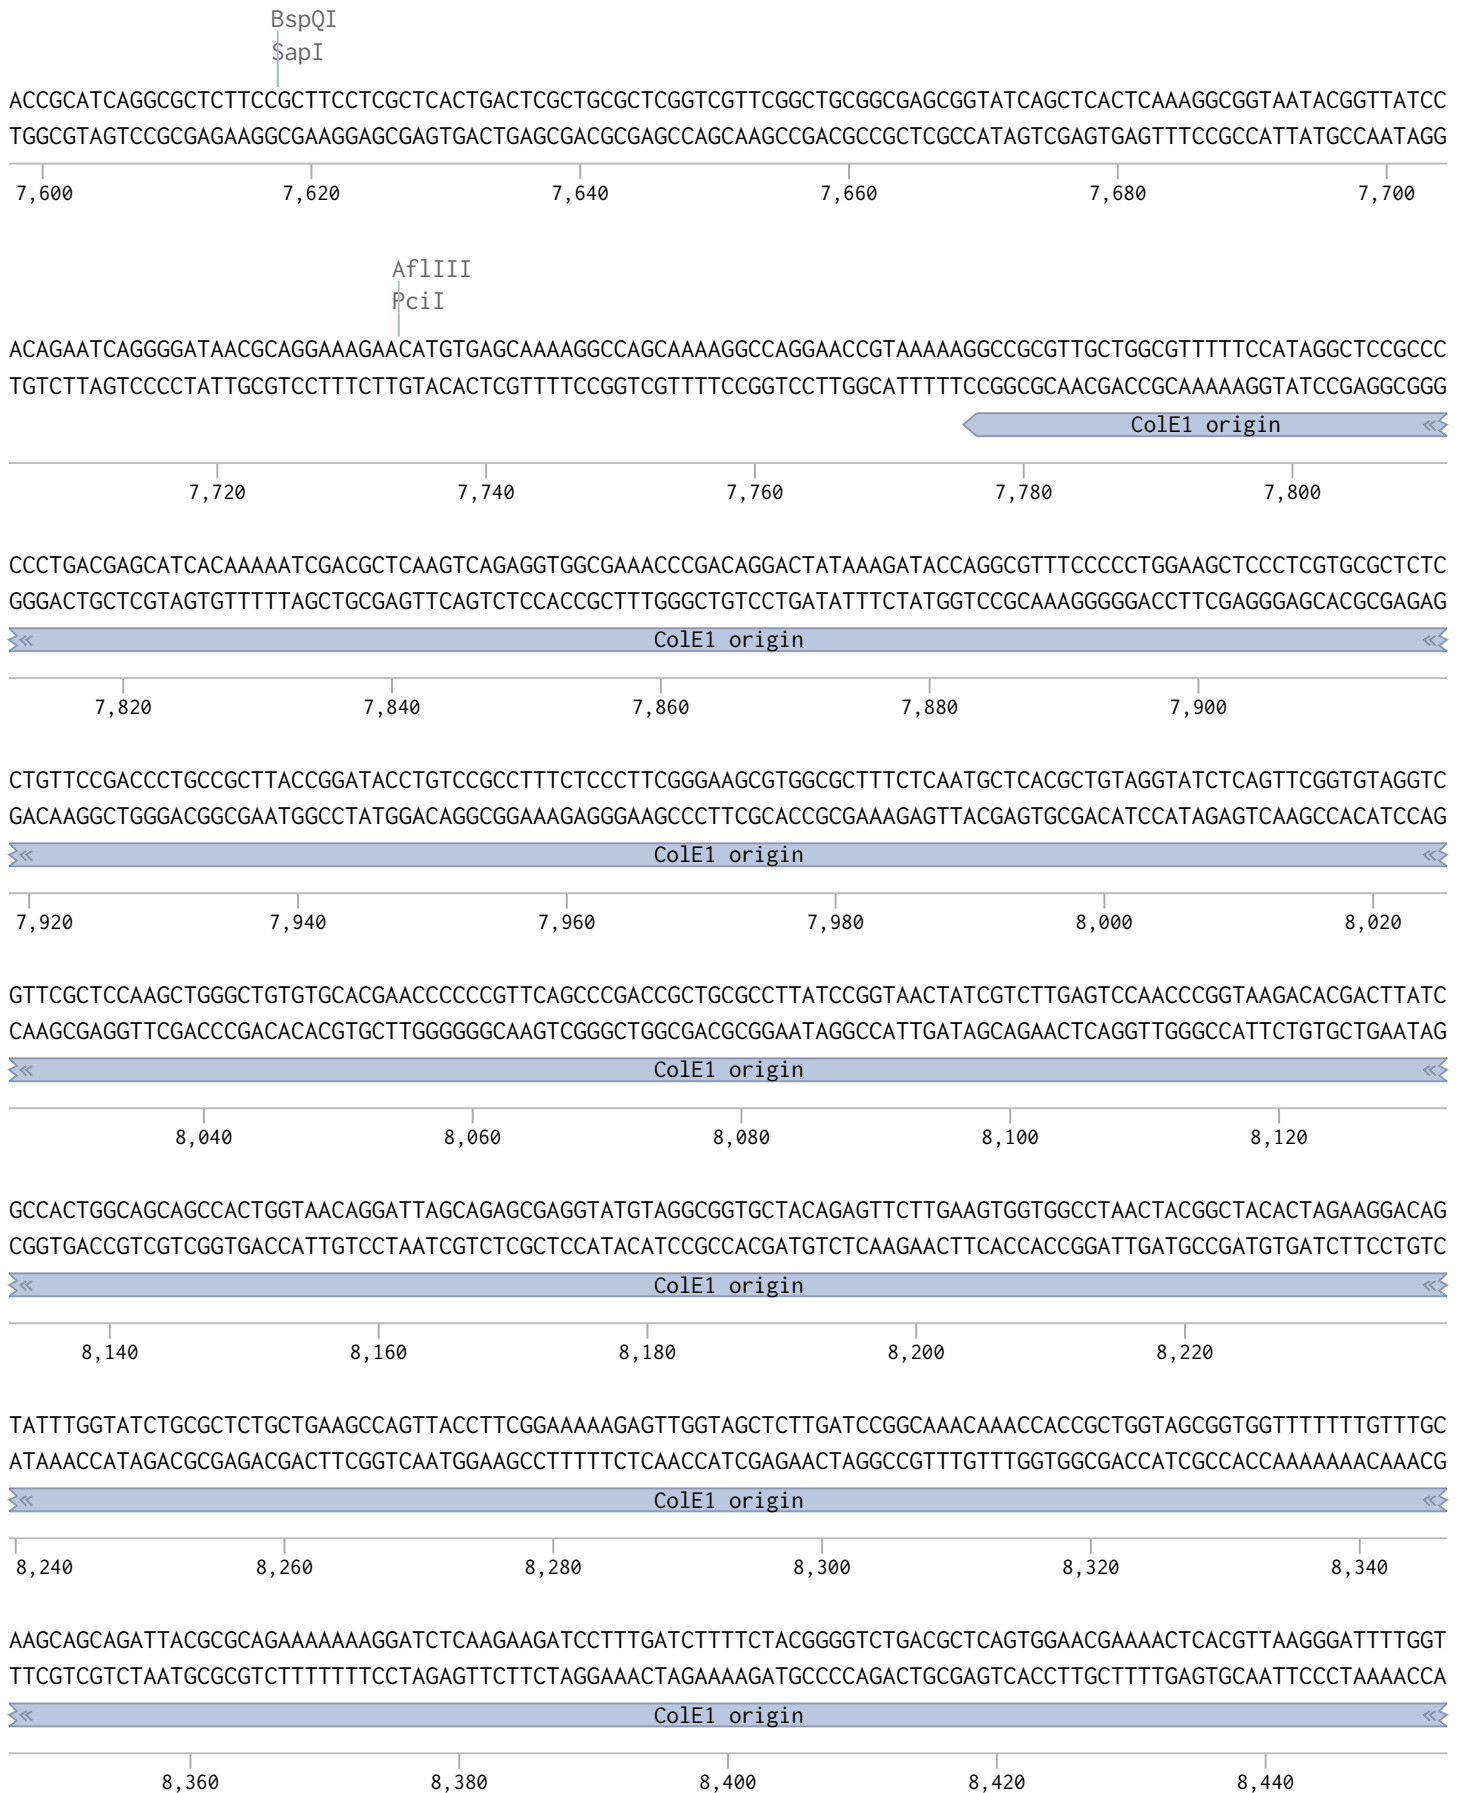 BspQI
SapI
ACCGCATCAGGCGCTCTTCCGCTTCCTCGCTCACTGACTCGCTGCGCTCGGTCGTTCGGCTGCGGCGAGCGGTATCAGCTCACTCAAAGGCGGTAATACGGTTATCC
TGGCGTAGTCCGCGAGAAGGCGAAGGAGCGAGTGACTGAGCGACGCGAGCCAGCAAGCCGACGCCGCTCGCCATAGTCGAGTGAGTTTCCGCCATTATGCCAATAGG
7,600 7,620 7,640 7,660 7,680 7,700
AflIII
PciI
ACAGAATCAGGGGATAACGCAGGAAAGAACATGTGAGCAAAAGGCCAGCAAAAGGCCAGGAACCGTAAAAAGGCCGCGTTGCTGGCGTTTTTCCATAGGCTCCGCCC
TGTCTTAGTCCCCTATTGCGTCCTTTCTTGTACACTCGTTTTCCGGTCGTTTTCCGGTCCTTGGCATTTTTCCGGCGCAACGACCGCAAAAAGGTATCCGAGGCGGG
ColE1 origin
7,720 7,740 7,760 7,780 7,800
CCCTGACGAGCATCACAAAAATCGACGCTCAAGTCAGAGGTGGCGAAACCCGACAGGACTATAAAGATACCAGGCGTTTCCCCCTGGAAGCTCCCTCGTGCGCTCTC
GGGACTGCTCGTAGTGTTTTTAGCTGCGAGTTCAGTCTCCACCGCTTTGGGCTGTCCTGATATTTCTATGGTCCGCAAAGGGGGACCTTCGAGGGAGCACGCGAGAG
ColE1 origin
7,820 7,840 7,860 7,880 7,900
CTGTTCCGACCCTGCCGCTTACCGGATACCTGTCCGCCTTTCTCCCTTCGGGAAGCGTGGCGCTTTCTCAATGCTCACGCTGTAGGTATCTCAGTTCGGTGTAGGTC
GACAAGGCTGGGACGGCGAATGGCCTATGGACAGGCGGAAAGAGGGAAGCCCTTCGCACCGCGAAAGAGTTACGAGTGCGACATCCATAGAGTCAAGCCACATCCAG
ColE1 origin
7,920 7,940 7,960 7,980 8,000 8,020
GTTCGCTCCAAGCTGGGCTGTGTGCACGAACCCCCCGTTCAGCCCGACCGCTGCGCCTTATCCGGTAACTATCGTCTTGAGTCCAACCCGGTAAGACACGACTTATC
CAAGCGAGGTTCGACCCGACACACGTGCTTGGGGGGCAAGTCGGGCTGGCGACGCGGAATAGGCCATTGATAGCAGAACTCAGGTTGGGCCATTCTGTGCTGAATAG
ColE1 origin
8,040 8,060 8,080 8,100 8,120
GCCACTGGCAGCAGCCACTGGTAACAGGATTAGCAGAGCGAGGTATGTAGGCGGTGCTACAGAGTTCTTGAAGTGGTGGCCTAACTACGGCTACACTAGAAGGACAG
CGGTGACCGTCGTCGGTGACCATTGTCCTAATCGTCTCGCTCCATACATCCGCCACGATGTCTCAAGAACTTCACCACCGGATTGATGCCGATGTGATCTTCCTGTC
ColE1 origin
8,140 8,160 8,180 8,200 8,220
TATTTGGTATCTGCGCTCTGCTGAAGCCAGTTACCTTCGGAAAAAGAGTTGGTAGCTCTTGATCCGGCAAACAAACCACCGCTGGTAGCGGTGGTTTTTTTGTTTGC
ATAAACCATAGACGCGAGACGACTTCGGTCAATGGAAGCCTTTTTCTCAACCATCGAGAACTAGGCCGTTTGTTTGGTGGCGACCATCGCCACCAAAAAAACAAACG
ColE1 origin
8,240 8,260 8,280 8,300 8,320 8,340
AAGCAGCAGATTACGCGCAGAAAAAAAGGATCTCAAGAAGATCCTTTGATCTTTTCTACGGGGTCTGACGCTCAGTGGAACGAAAACTCACGTTAAGGGATTTTGGT
TTCGTCGTCTAATGCGCGTCTTTTTTTCCTAGAGTTCTTCTAGGAAACTAGAAAAGATGCCCCAGACTGCGAGTCACCTTGCTTTTGAGTGCAATTCCCTAAAACCA
ColE1 origin
8,360 8,380 8,400 8,420 8,440